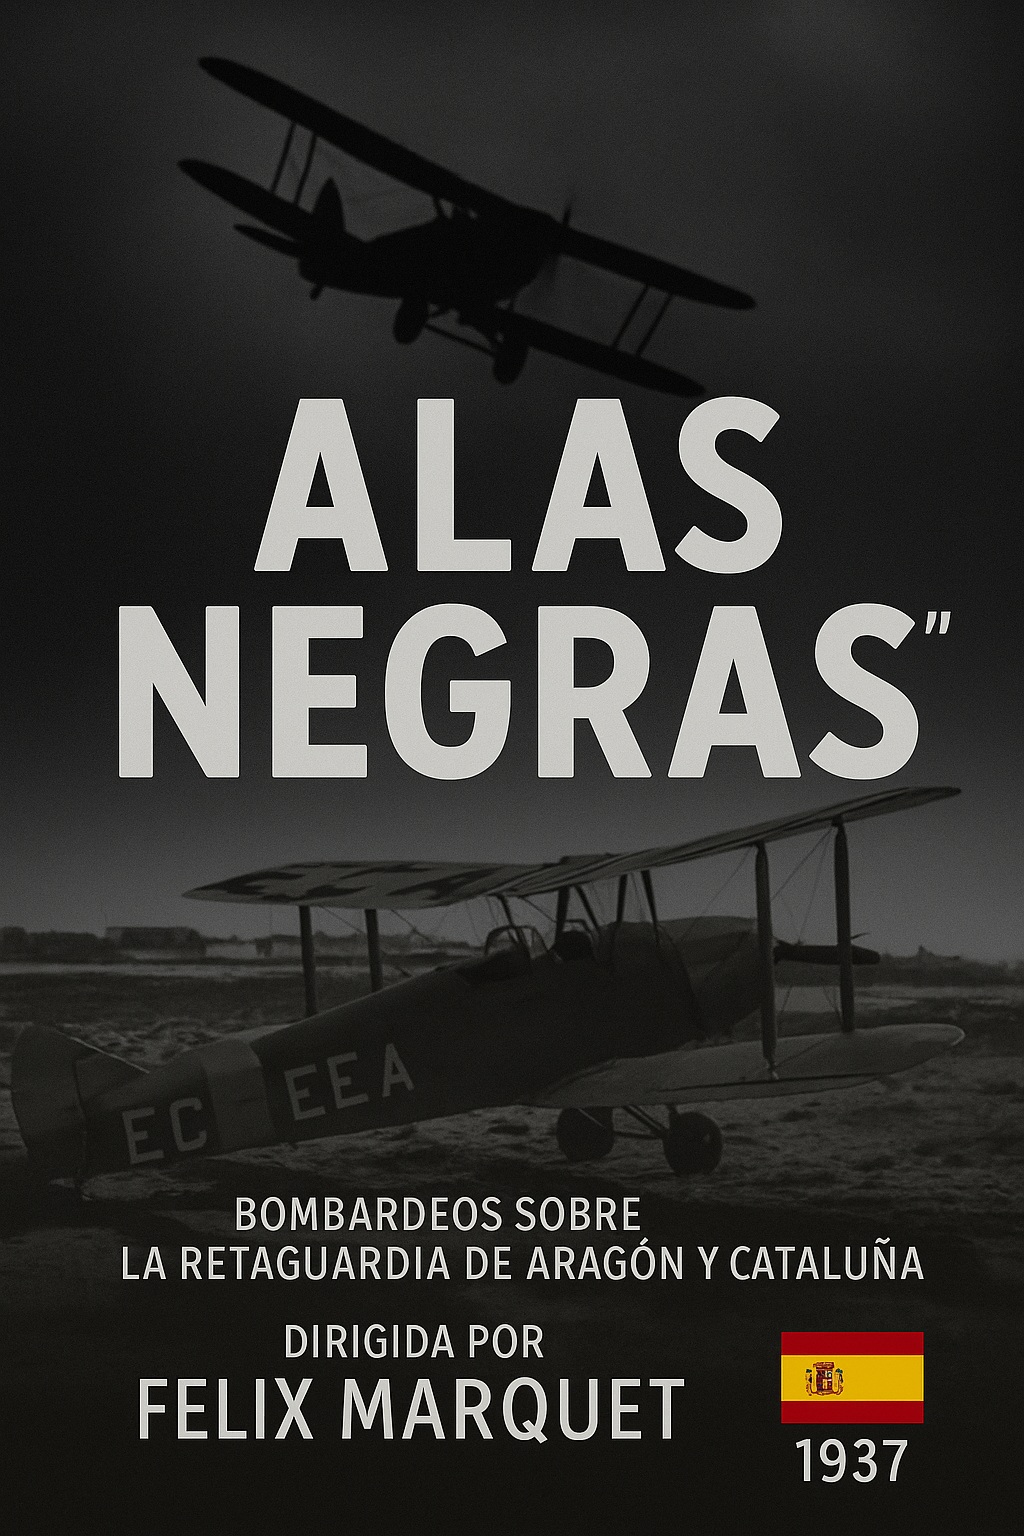 ALAS
NEGRAS”
EC EEA
BOMBARDEOS SOBRE
LA RETAGUARDIA DE ARAGÓN Y CATALUÑA
DIRIGIDA POR
FELIX MARQUET
1937